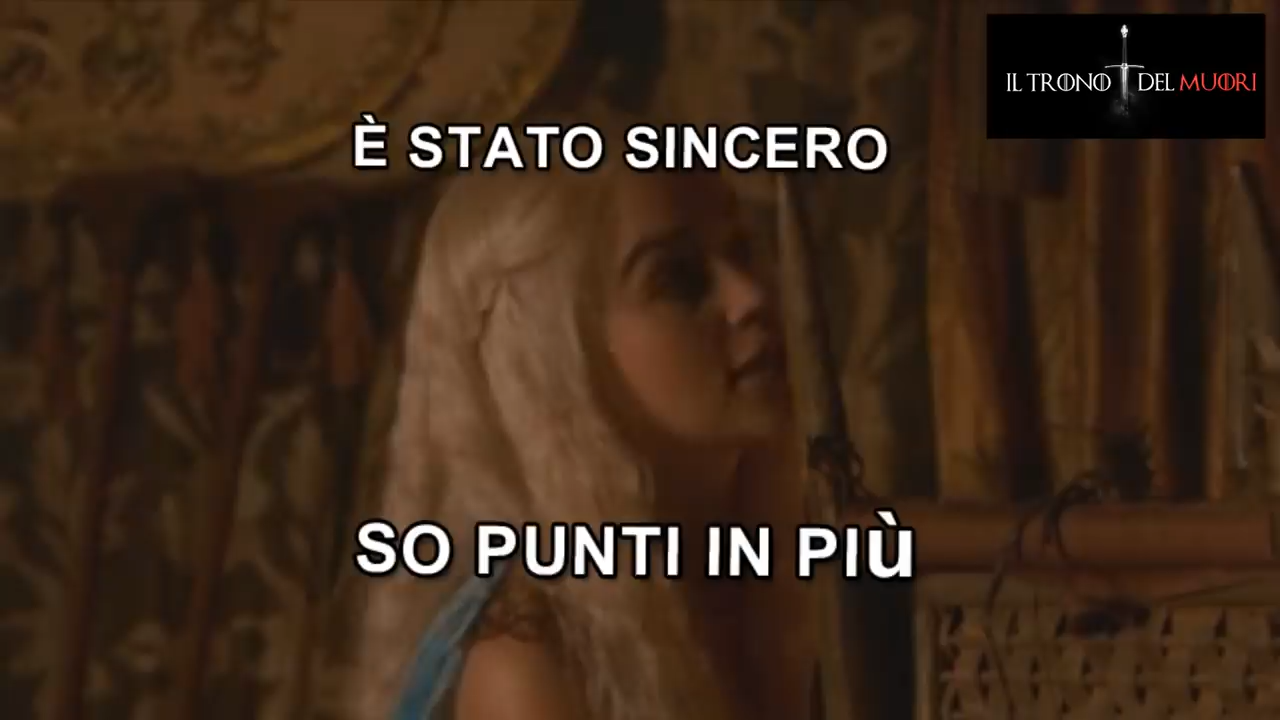 IL TRONO DEL MUORI
È STATO SINCERO
SO PUNTI IN PIÙ